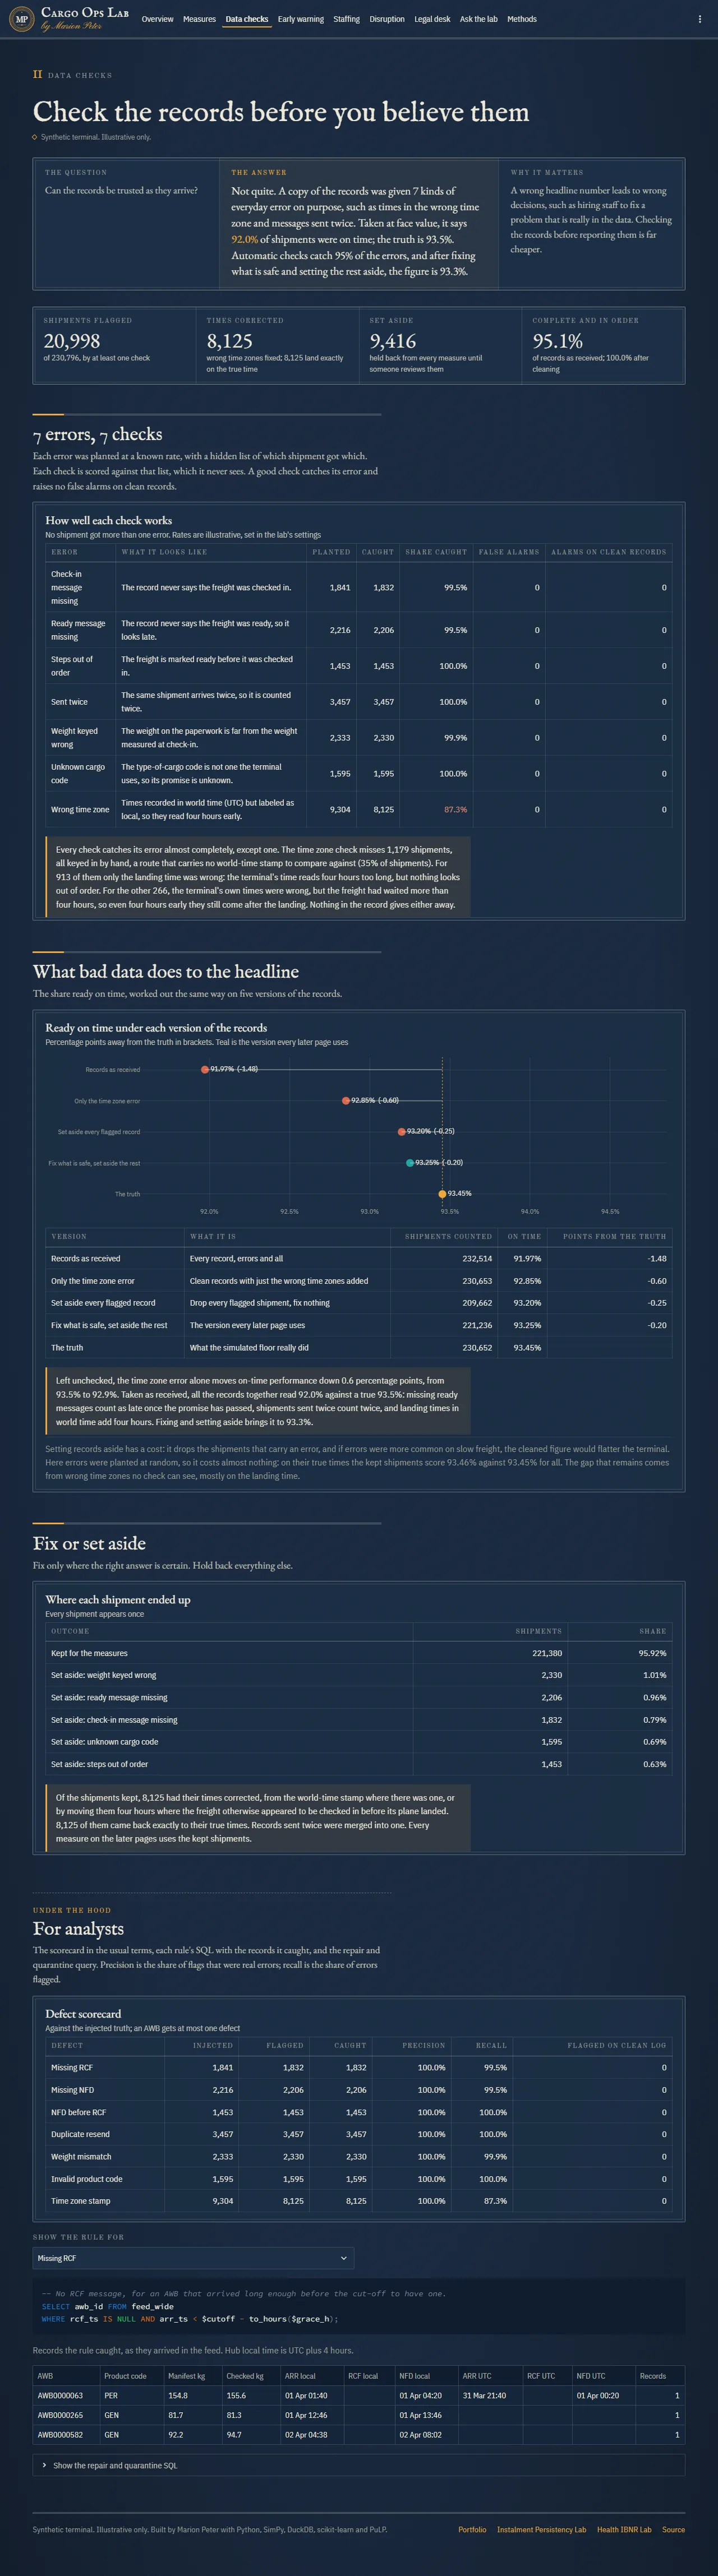 MP
Cargo Ops Lab
by Marion Peter
Overview Measures Data checks Early warning Staffing Disruption Legal desk Ask the lab Methods
II DATA CHECKS
Check the records before you believe them
Synthetic terminal. Illustrative only.
THE QUESTION
Can the records be trusted as they arrive?
THE ANSWER
Not quite. A copy of the records was given 7 kinds of
everyday error on purpose, such as times in the wrong time
zone and messages sent twice. Taken at face value, it says
92.0% of shipments were on time; the truth is 93.5%.
Automatic checks catch 95% of the errors, and after fixing
what is safe and setting the rest aside, the figure is 93.3%.
WHY IT MATTERS
A wrong headline number leads to wrong
decisions, such as hiring staff to fix a
problem that is really in the data. Checking
the records before reporting them is far
cheaper.
SHIPMENTS FLAGGED
20,998
of 230,796, by at least one check
TIMES CORRECTED
8,125
wrong time zones fixed; 8,125 land exactly
on the true time
SET ASIDE
9,416
held back from every measure until
someone reviews them
COMPLETE AND IN ORDER
95.1%
of records as received; 100.0% after
cleaning
7 errors, 7 checks
Each error was planted at a known rate, with a hidden list of which shipment got which.
Each check is scored against that list, which it never sees. A good check catches its error and
raises no false alarms on clean records.
How well each check works
No shipment got more than one error. Rates are illustrative, set in the lab's settings
ERROR WHAT IT LOOKS LIKE PLANTED CAUGHT SHARE CAUGHT FALSE ALARMS ALARMS ON CLEAN RECORDS
Check-in
message
missing
The record never says the freight was checked in. 1,841 1,832 99.5% 0 0
Ready message
missing
The record never says the freight was ready, so it
looks late.
2,216 2,206 99.5% 0 0
Steps out of
order
The freight is marked ready before it was checked
in.
1,453 1,453 100.0% 0 0
Sent twice
The same shipment arrives twice, so it is counted
twice.
3,457 3,457 100.0% 0 0
Weight keyed
wrong
The weight on the paperwork is far from the weight
measured at check-in.
2,333 2,330 99.9% 0 0
Unknown cargo
code
The type-of-cargo code is not one the terminal
uses, so its promise is unknown.
1,595 1,595 100.0% 0 0
Wrong time zone
Times recorded in world time (UTC) but labeled as
local, so they read four hours early.
9,304 8,125 87.3% 0 0
Every check catches its error almost completely, except one. The time zone check misses 1,179 shipments,
all keyed in by hand, a route that carries no world-time stamp to compare against (35% of shipments). For
913 of them only the landing time was wrong: the terminal's time reads four hours too long, but nothing looks
out of order. For the other 266, the terminal's own times were wrong, but the freight had waited more than
four hours, so even four hours early they still come after the landing. Nothing in the record gives either away.
What bad data does to the headline
The share ready on time, worked out the same way on five versions of the records.
Ready on time under each version of the records
Percentage points away from the truth in brackets. Teal is the version every later page uses
Records as received 91.97% (-1.48)
Only the time zone error 92.85% (-0.60)
Set aside every flagged record 93.20% (-0.25)
Fix what is safe, set aside the rest 93.25% (-0.20)
The truth 93.45%
92.0% 92.5% 93.0% 93.5% 94.0% 94.5%
VERSION WHAT IT IS SHIPMENTS COUNTED ON TIME POINTS FROM THE TRUTH
Records as received Every record, errors and all 232,514 91.97% -1.48
Only the time zone error Clean records with just the wrong time zones added 230,653 92.85% -0.60
Set aside every flagged record Drop every flagged shipment, fix nothing 209,662 93.20% -0.25
Fix what is safe, set aside the rest The version every later page uses 221,236 93.25% -0.20
The truth What the simulated floor really did 230,652 93.45%
Left unchecked, the time zone error alone moves on-time performance down 0.6 percentage points, from
93.5% to 92.9%. Taken as received, all the records together read 92.0% against a true 93.5%: missing ready
messages count as late once the promise has passed, shipments sent twice count twice, and landing times in
world time add four hours. Fixing and setting aside brings it to 93.3%.
Setting records aside has a cost: it drops the shipments that carry an error, and if errors were more common on slow freight, the cleaned figure would flatter the terminal.
Here errors were planted at random, so it costs almost nothing: on their true times the kept shipments score 93.46% against 93.45% for all. The gap that remains comes
from wrong time zones no check can see, mostly on the landing time.
Fix or set aside
Fix only where the right answer is certain. Hold back everything else.
Where each shipment ended up
Every shipment appears once
OUTCOME SHIPMENTS SHARE
Kept for the measures 221,380 95.92%
Set aside: weight keyed wrong 2,330 1.01%
Set aside: ready message missing 2,206 0.96%
Set aside: check-in message missing 1,832 0.79%
Set aside: unknown cargo code 1,595 0.69%
Set aside: steps out of order 1,453 0.63%
Of the shipments kept, 8,125 had their times corrected, from the world-time stamp where there was one, or
by moving them four hours where the freight otherwise appeared to be checked in before its plane landed.
8,125 of them came back exactly to their true times. Records sent twice were merged into one. Every
measure on the later pages uses the kept shipments.
UNDER THE HOOD
For analysts
The scorecard in the usual terms, each rule's SQL with the records it caught, and the repair and
quarantine query. Precision is the share of flags that were real errors; recall is the share of errors
flagged.
Defect scorecard
Against the injected truth; an AWB gets at most one defect
DEFECT INJECTED FLAGGED CAUGHT PRECISION RECALL FLAGGED ON CLEAN LOG
Missing RCF 1,841 1,832 1,832 100.0% 99.5% 0
Missing NFD 2,216 2,206 2,206 100.0% 99.5% 0
NFD before RCF 1,453 1,453 1,453 100.0% 100.0% 0
Duplicate resend 3,457 3,457 3,457 100.0% 100.0% 0
Weight mismatch 2,333 2,330 2,330 100.0% 99.9% 0
Invalid product code 1,595 1,595 1,595 100.0% 100.0% 0
Time zone stamp 9,304 8,125 8,125 100.0% 87.3% 0
SHOW THE RULE FOR
Missing RCF
-- No RCF message, for an AWB that arrived long enough before the cut-off to have one.
SELECT awb_id FROM feed_wide
WHERE rcf_ts IS NULL AND arr_ts < $cutoff - to_hours($grace_h);
Records the rule caught, as they arrived in the feed. Hub local time is UTC plus 4 hours.
AWB Product code Manifest kg Checked kg ARR local RCF local NFD local ARR UTC RCF UTC NFD UTC Records
AWB0000063 PER 154.8 155.6 01 Apr 01:40 01 Apr 04:20 31 Mar 21:40 01 Apr 00:20 1
AWB0000265 GEN 81.7 81.3 01 Apr 12:46 01 Apr 13:46 1
AWB0000582 GEN 92.2 94.7 02 Apr 04:38 02 Apr 08:02 1
Show the repair and quarantine SQL
Synthetic terminal. Illustrative only. Built by Marion Peter with Python, SimPy, DuckDB, scikit-learn and PuLP.
Portfolio Instalment Persistency Lab Health IBNR Lab Source